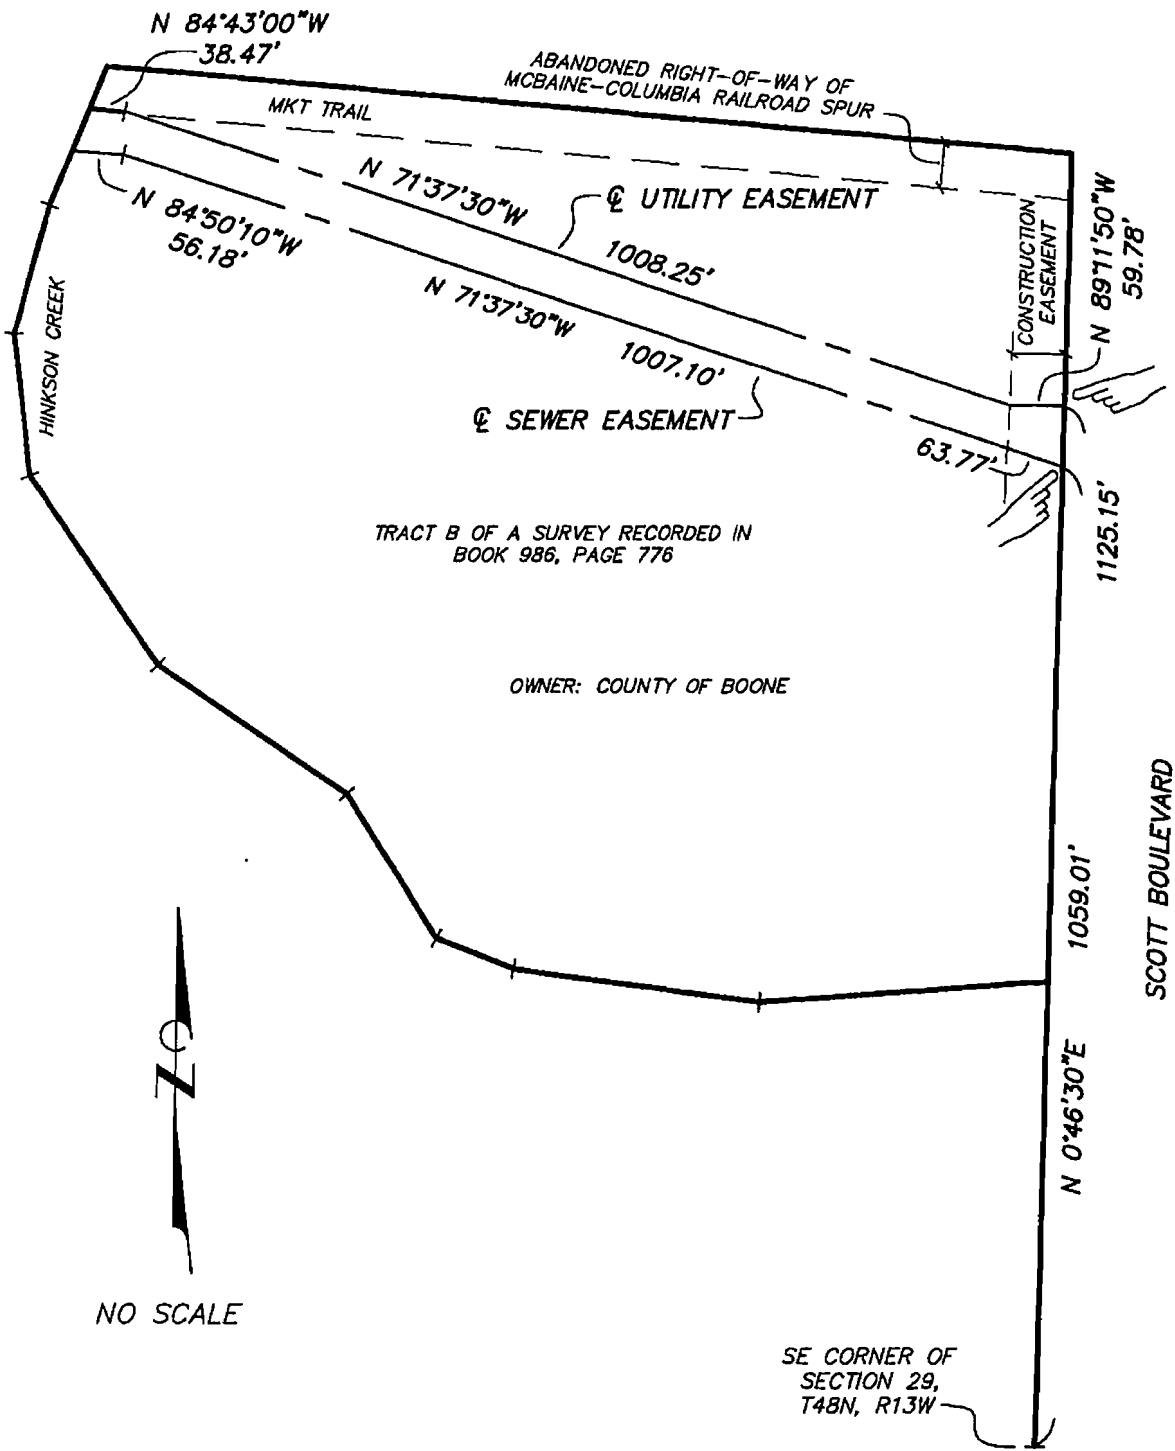 N 84°43'00"W
38.47'
ABANDONED RIGHT-OF-WAY OF
MCBAINE-COLUMBIA RAILROAD SPUR
MKT TRAIL
N 71°37'30"W
℄ UTILITY EASEMENT
1008.25'
N 84°50'10"W
56.18'
N 71°37'30"W
1007.10'
℄ SEWER EASEMENT
CONSTRUCTION
EASEMENT
N 89°11'50"W
59.78'
HINKSON CREEK
63.77'
1125.15'
TRACT B OF A SURVEY RECORDED IN
BOOK 986, PAGE 776
OWNER: COUNTY OF BOONE
SCOTT BOULEVARD
1059.01'
N 0°46'30"E
N
NO SCALE
SE CORNER OF
SECTION 29,
T48N, R13W